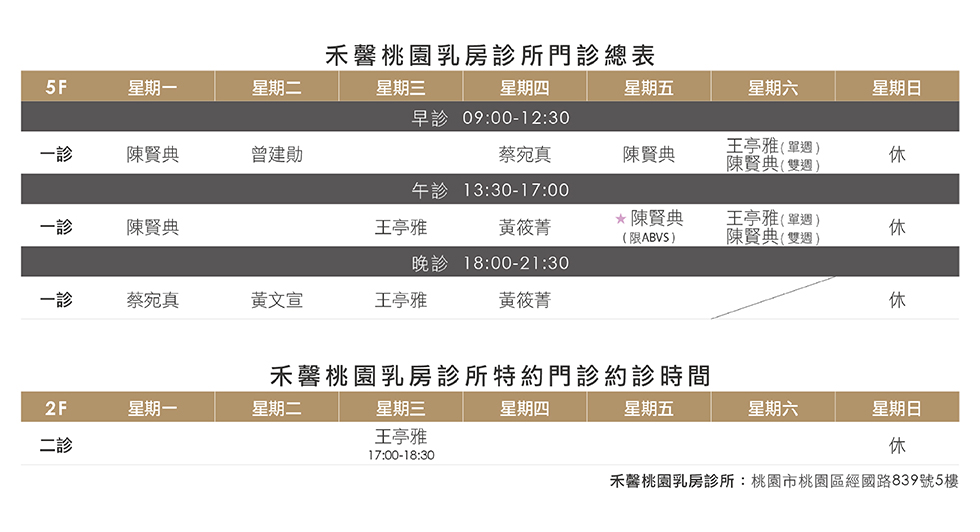 禾馨桃園乳房診所門診總表
5F 星期一 星期二 星期三 星期四 星期五 星期六 星期日
早診 09:00-12:30
一診 陳賢典 曾建勛 蔡宛真 陳賢典 王亭雅(單週) 休
陳賢典(雙週)
午診 13:30-17:00
一診 陳賢典 王亭雅 黃筱菁 ★陳賢典 王亭雅(單週) 休
(限ABVS) 陳賢典(雙週)
晚診 18:00-21:30
一診 蔡宛真 黃文宣 王亭雅 黃筱菁 休
禾馨桃園乳房診所特約門診約診時間
2F 星期一 星期二 星期三 星期四 星期五 星期六 星期日
二診 王亭雅 休
17:00-18:30
禾馨桃園乳房診所：桃園市桃園區經國路839號5樓